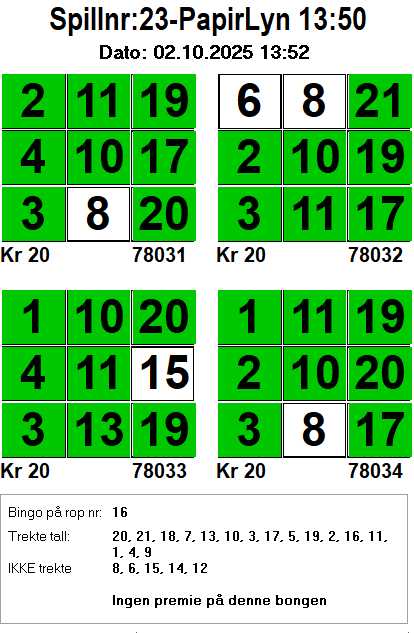 Spillnr:23-PapirLyn 13:50
Dato: 02.10.2025 13:52
2 11 19 6 8 21
4 10 17 2 10 19
3 8 20 3 11 17
Kr 20 78031 Kr 20 78032
1 10 20 1 11 19
4 11 15 2 10 20
3 13 19 3 8 17
Kr 20 78033 Kr 20 78034
Bingo på rop nr: 16
Trekte tall: 20, 21, 18, 7, 13, 10, 3, 17, 5, 19, 2, 16, 11,
1, 4, 9
IKKE trekte 8, 6, 15, 14, 12
Ingen premie på denne bongen